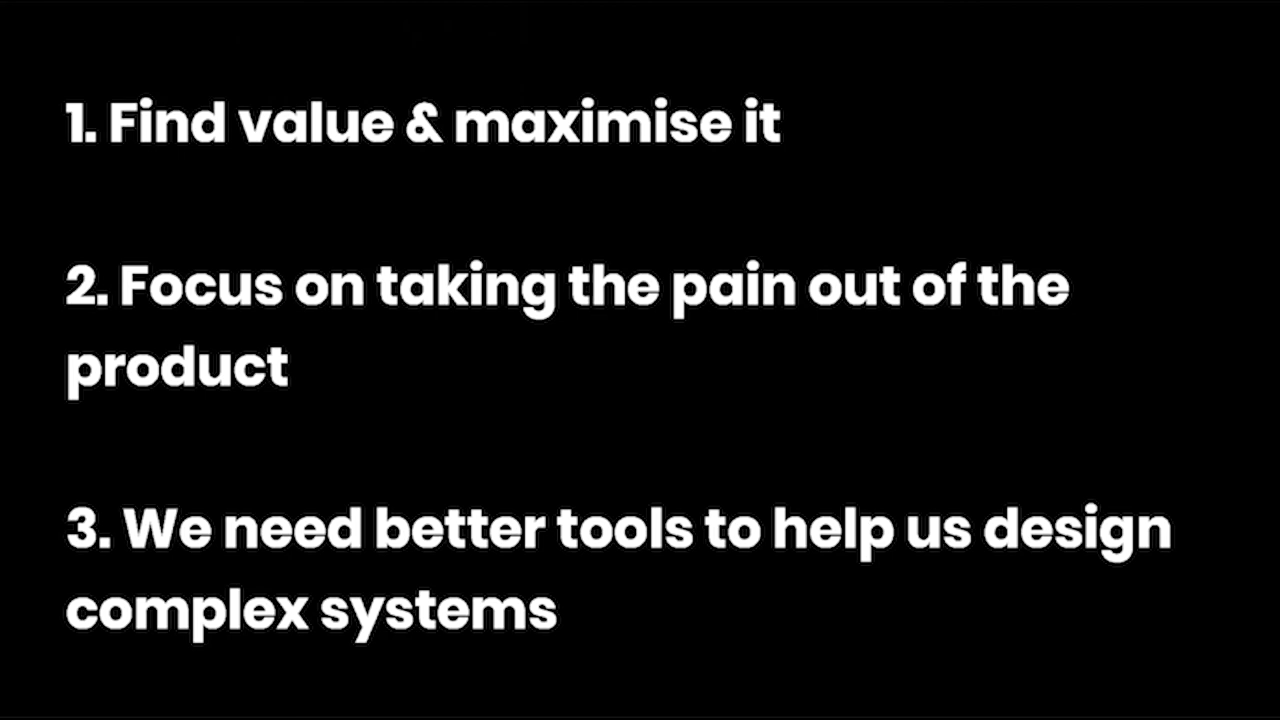 1. Find value & maximise it
2. Focus on taking the pain out of the
product
3. We need better tools to help us design
complex systems